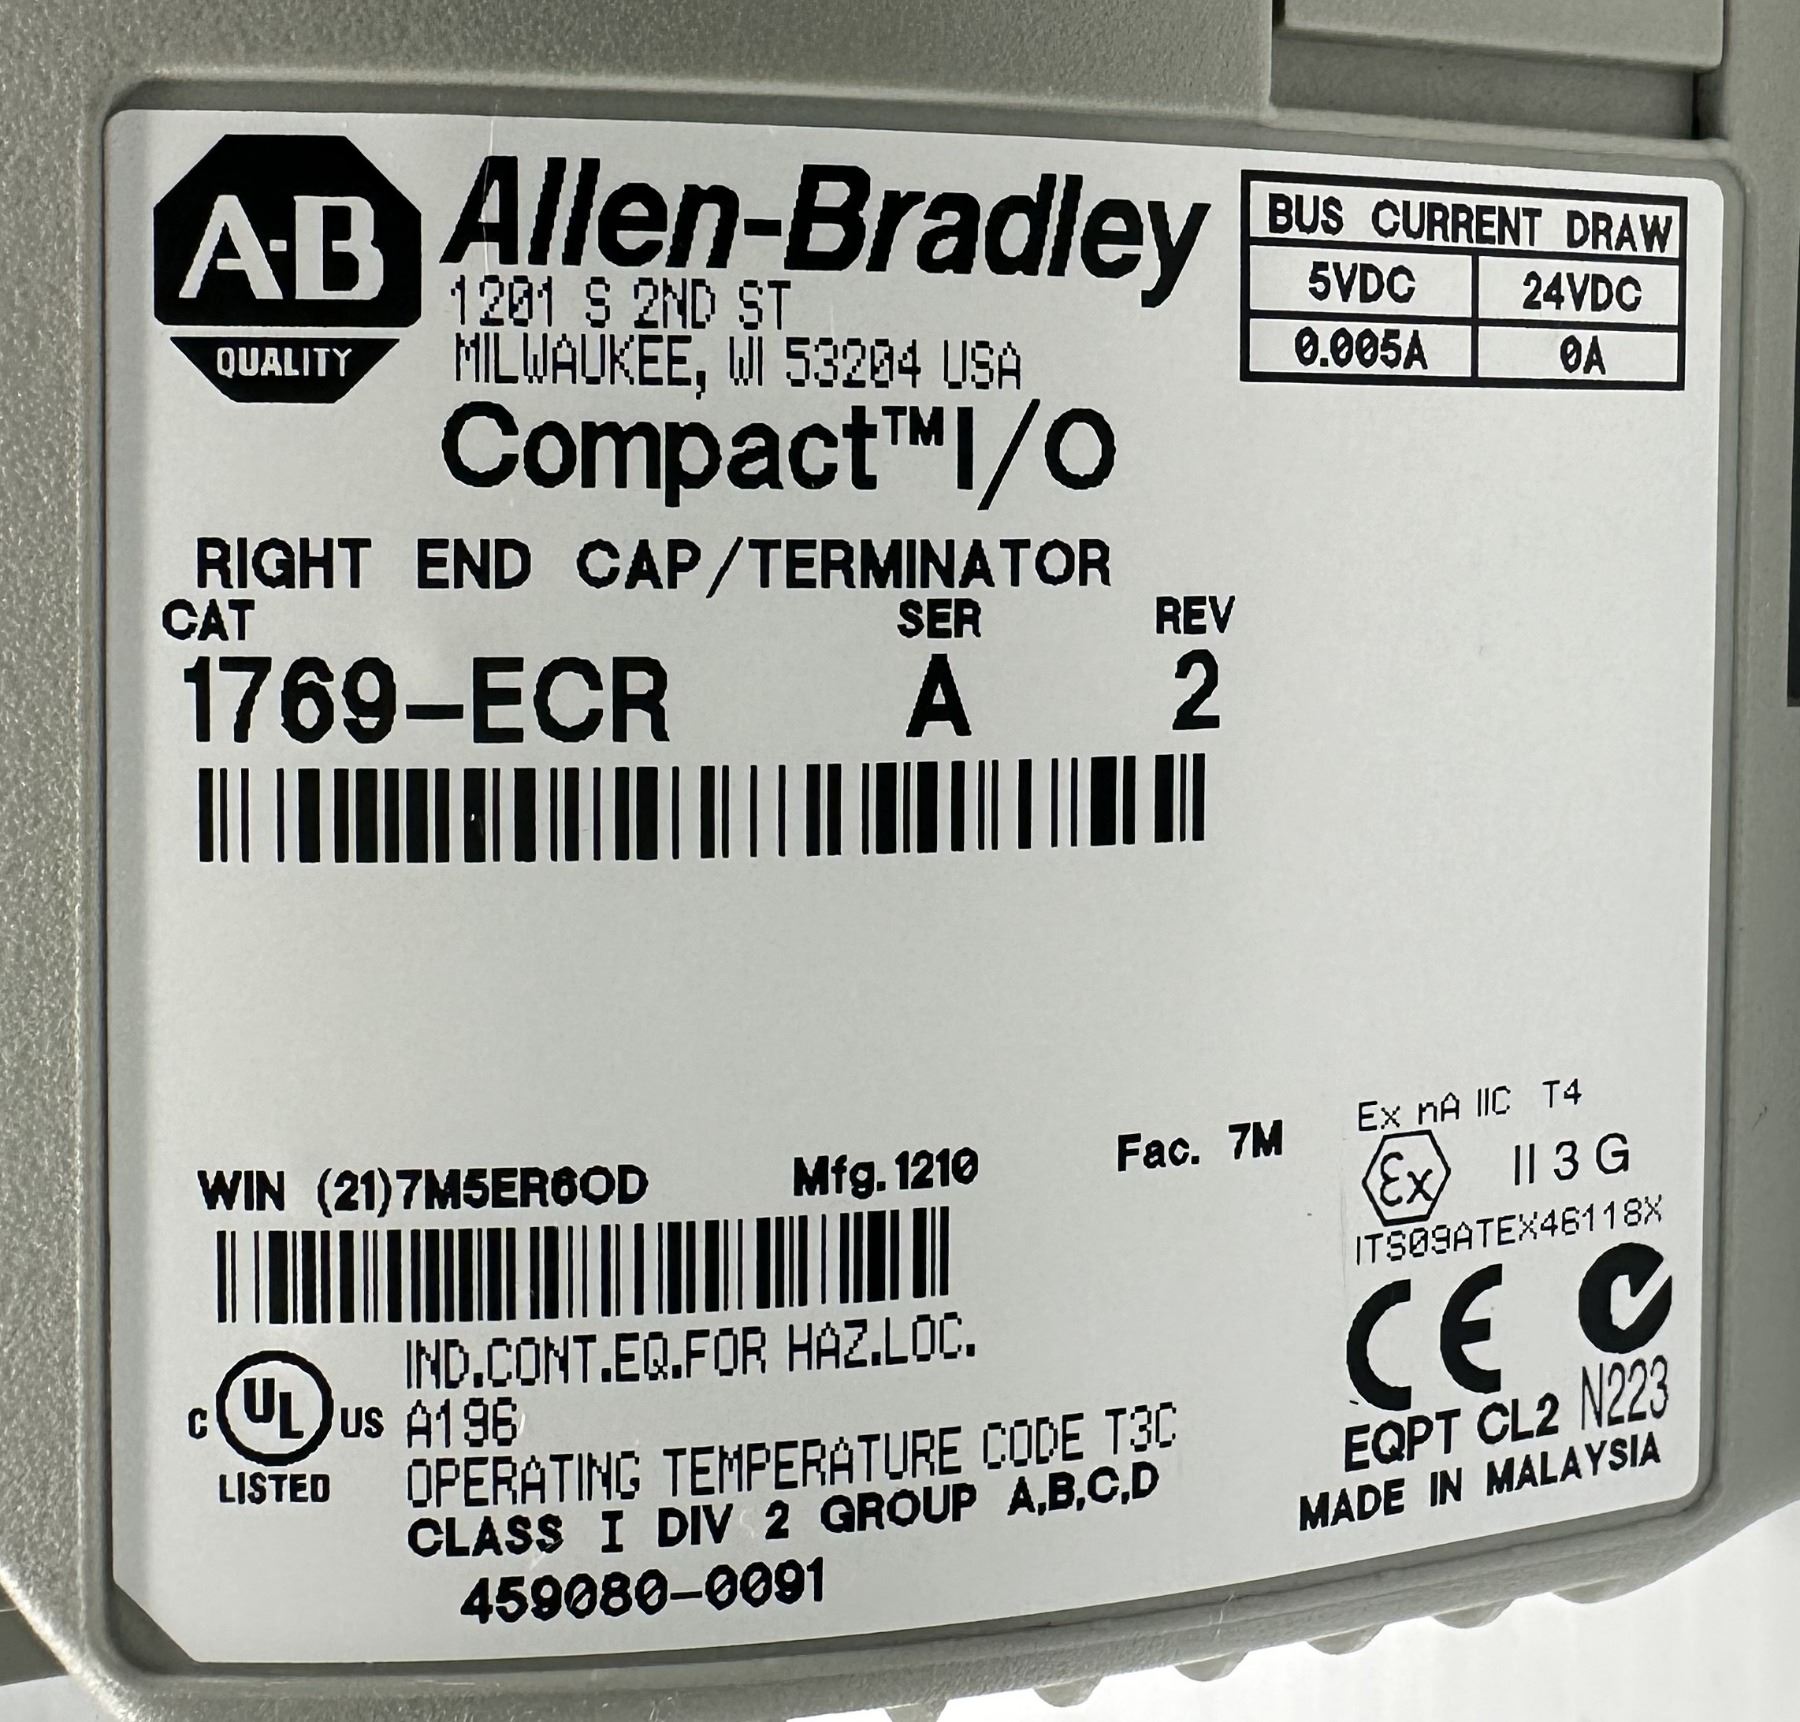 A-B
QUALITY
Allen-Bradley
1201 S 2ND ST
MILWAUKEE, WI 53204 USA
BUS CURRENT DRAW
5VDC 24VDC
0.005A 0A
Compact™I/O
RIGHT END CAP/TERMINATOR
CAT SER REV
1769-ECR A 2
WIN (21)7M5ER6OD Mfg.1210 Fac. 7M
Ex nA IIC T4
Ex II 3 G
ITS09ATEX46118X
CE
N223
EQPT CL2
MADE IN MALAYSIA
C UL US
LISTED
IND.CONT.EQ.FOR HAZ.LOC.
A196
OPERATING TEMPERATURE CODE T3C
CLASS I DIV 2 GROUP A,B,C,D
459080-0091